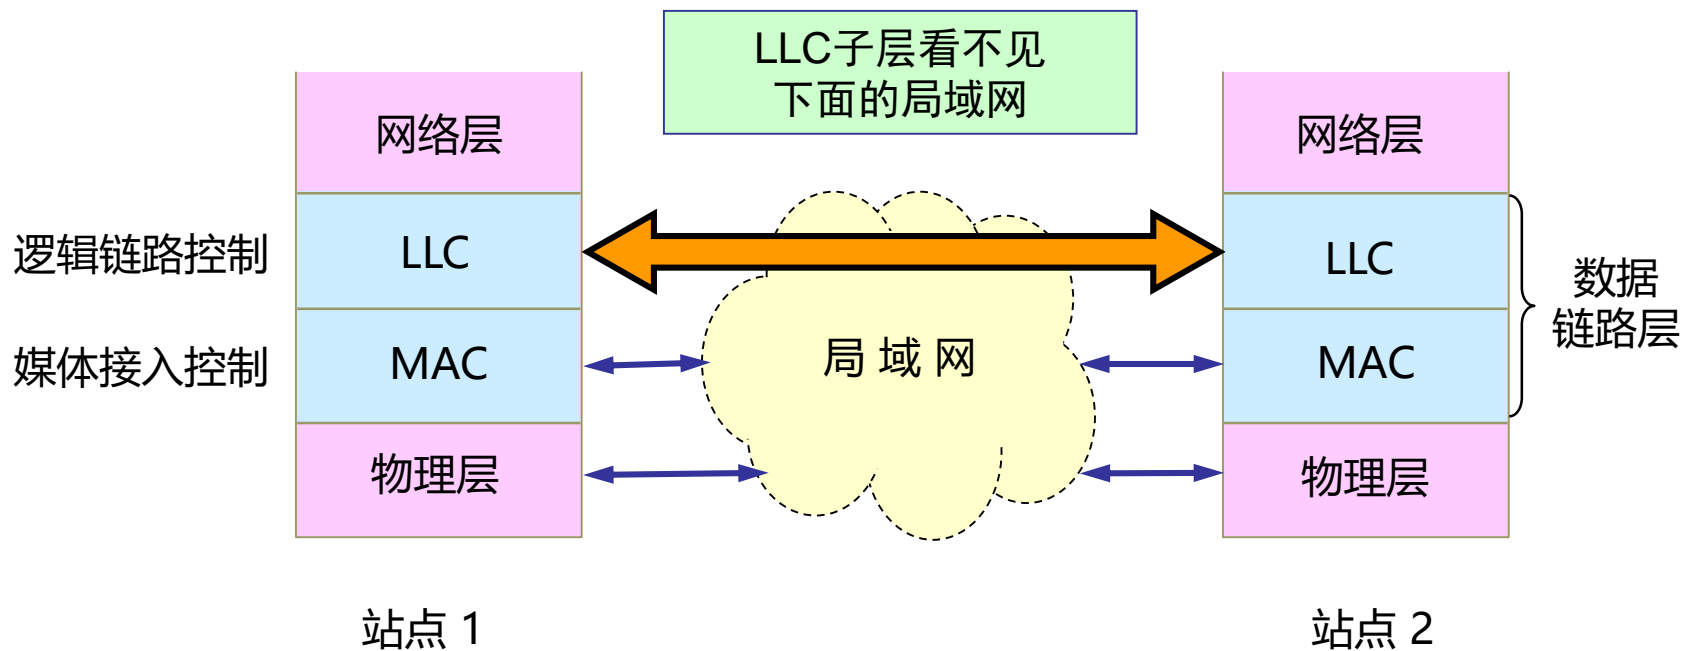 LLC子层看不见
下面的局域网
网络层
网络层
逻辑链路控制
LLC
LLC
数据
链路层
媒体接入控制
MAC
局 域 网
MAC
物理层
物理层
站点 1
站点 2